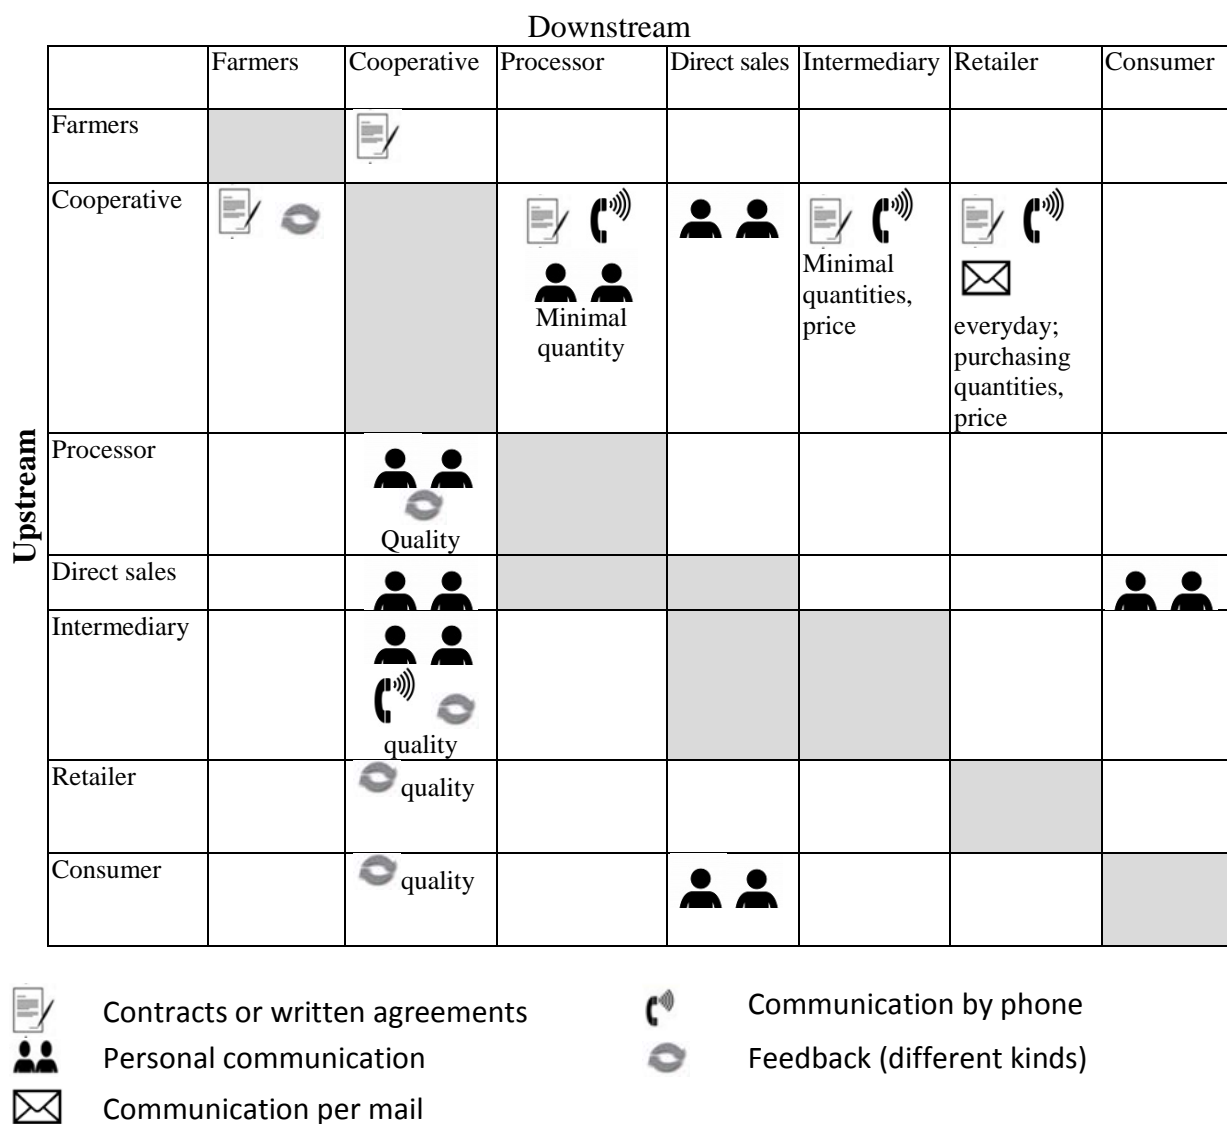 Downstream
Farmers Cooperative Processor Direct sales Intermediary Retailer Consumer
Farmers
Cooperative
Minimal
quantity
Minimal
quantities,
price
everyday;
purchasing
quantities,
price
Upstream
Processor
Quality
Direct sales
Intermediary
quality
Retailer
quality
Consumer
quality
Contracts or written agreements
Communication by phone
Personal communication
Feedback (different kinds)
Communication per mail